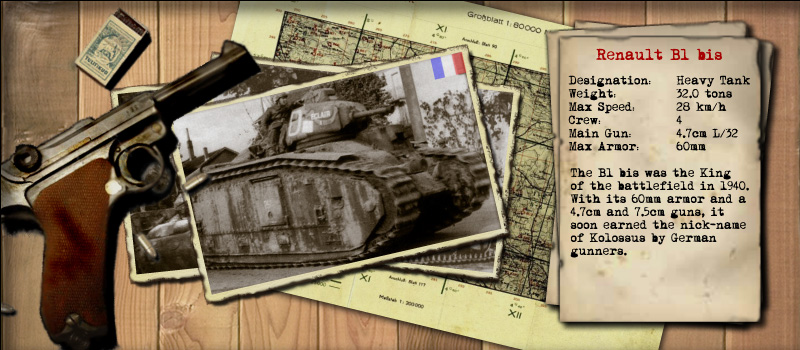 Großblatt 1:80000
XI
Renault B1 bis
Designation: Heavy Tank
Weight: 32.0 tons
Max Speed: 28 km/h
Crew: 4
Main Gun: 4.7cm L/32
Max Armor: 60mm
The B1 bis was the King
of the battlefield in 1940.
With its 60mm armor and a
4.7cm and 7.5cm guns, it
soon earned the nick-name
of Kolossus by German
gunners.
XI
Maßstab 1:300000
XII